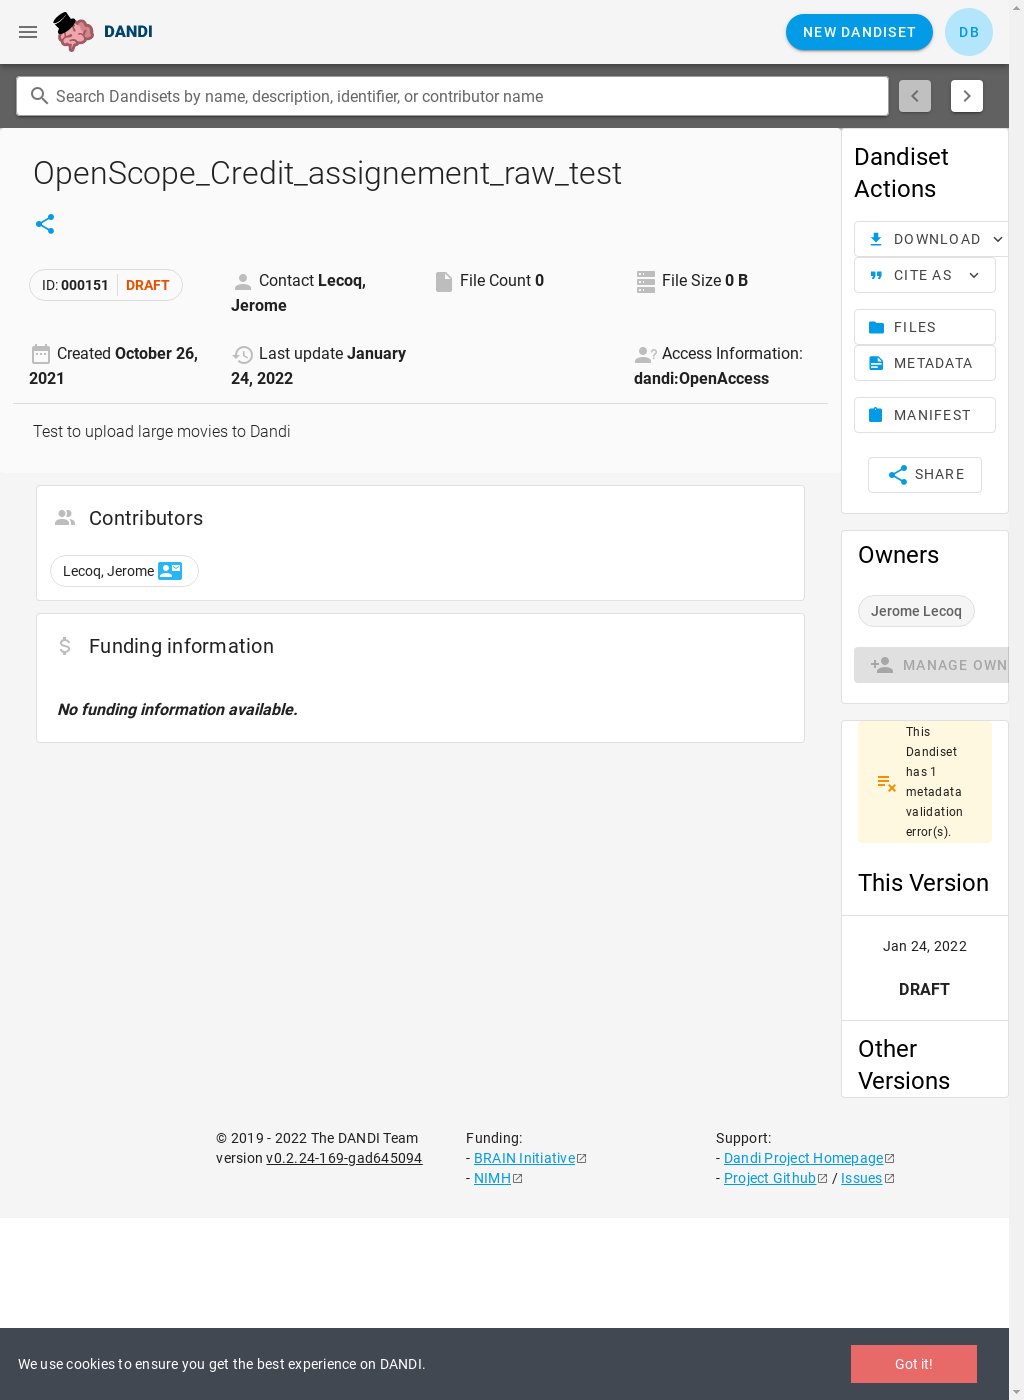 DANDI
NEW DANDISET
DB
Search Dandisets by name, description, identifier, or contributor name
OpenScope_Credit_assignement_raw_test
ID: 000151 DRAFT
Contact Lecoq,
Jerome
File Count 0
File Size 0 B
Created October 26,
2021
Last update January
24, 2022
Access Information:
dandi:OpenAccess
Test to upload large movies to Dandi
Contributors
Lecoq, Jerome
Funding information
No funding information available.
Dandiset
Actions
DOWNLOAD
CITE AS
FILES
METADATA
MANIFEST
SHARE
Owners
Jerome Lecoq
MANAGE OWN
This
Dandiset
has 1
metadata
validation
error(s).
This Version
Jan 24, 2022
DRAFT
Other
Versions
© 2019 - 2022 The DANDI Team
version v0.2.24-169-gad645094
Funding:
- BRAIN Initiative
- NIMH
Support:
- Dandi Project Homepage
- Project Github / Issues
We use cookies to ensure you get the best experience on DANDI.
Got it!